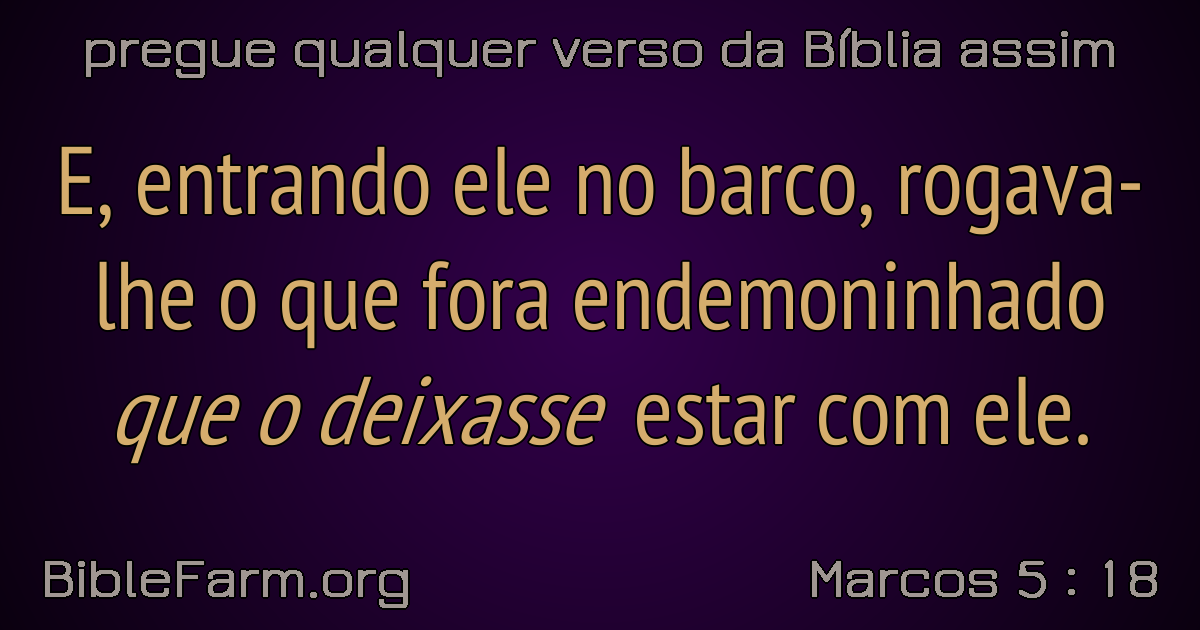 pregue qualquer verso da Bíblia assim
E, entrando ele no barco, rogava-
lhe o que fora endemoninhado
que o deixasse estar com ele.
BibleFarm.org
Marcos 5 : 18